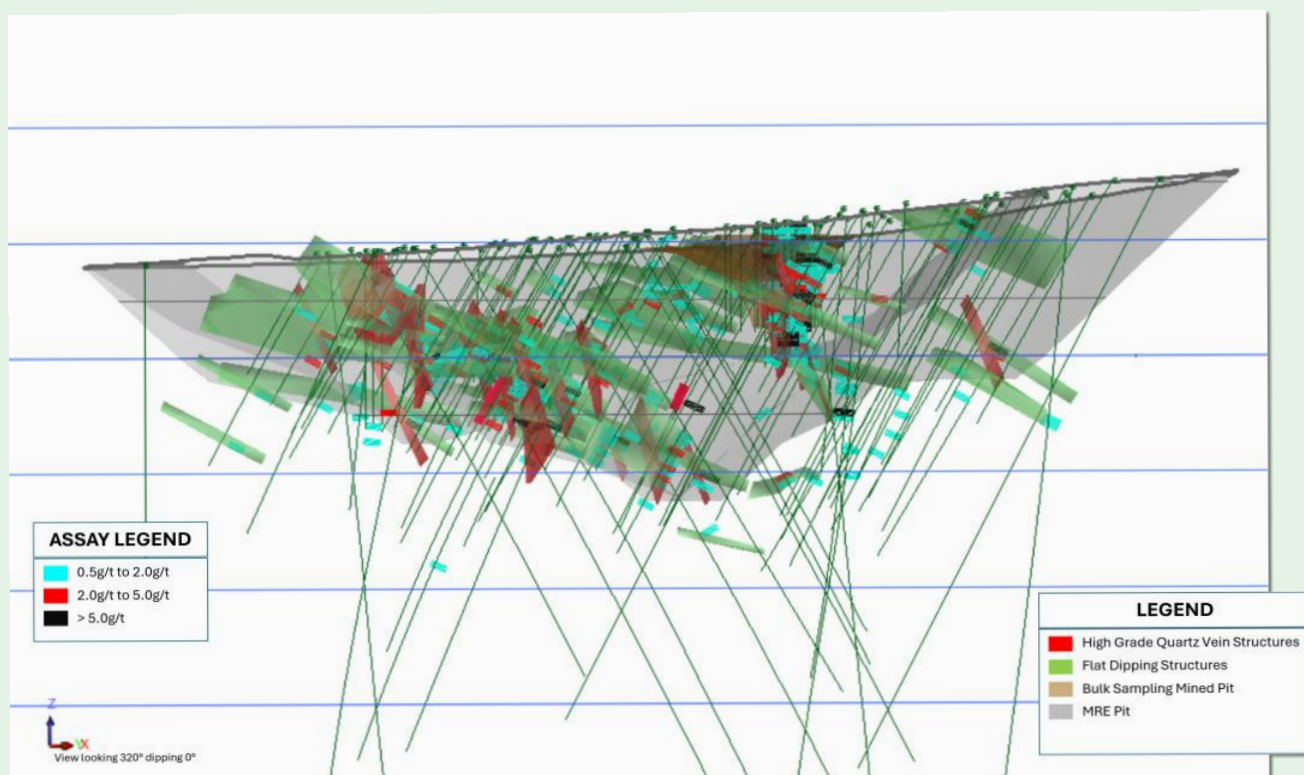 ASSAY LEGEND
0.5g/t to 2.0g/t
2.0g/t to 5.0g/t
> 5.0g/t
LEGEND
High Grade Quartz Vein Structures
Flat Dipping Structures
Bulk Sampling Mined Pit
MRE Pit
Z
YX
View looking 320° dipping 0°